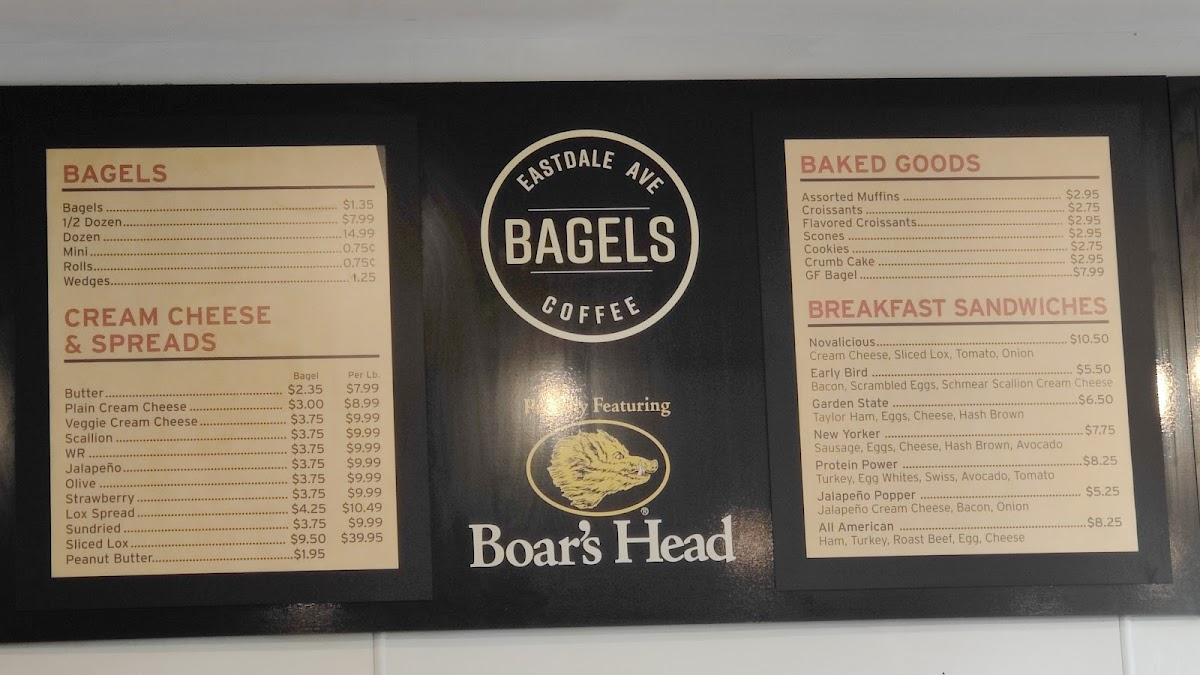 BAGELS
Bagels $1.35
1/2 Dozen $7.99
Dozen 14.99
Mini 0.75¢
Rolls 0.75¢
Wedges 1.25
CREAM CHEESE
& SPREADS
Bagel Per Lb.
Butter $2.35 $7.99
Plain Cream Cheese $3.00 $8.99
Veggie Cream Cheese $3.75 $9.99
Scallion $3.75 $9.99
WR $3.75 $9.99
Jalapeño $3.75 $9.99
Olive $3.75 $9.99
Strawberry $3.75 $9.99
Lox Spread $4.25 $10.49
Sundried $3.75 $9.99
Sliced Lox $9.50 $39.95
Peanut Butter $1.95
EASTDALE AVE
BAGELS
COFFEE
Featuring
®
Boar's Head
BAKED GOODS
Assorted Muffins $2.95
Croissants $2.75
Flavored Croissants $2.95
Scones $2.95
Cookies $2.75
Crumb Cake $2.95
GF Bagel $7.99
BREAKFAST SANDWICHES
Novalicious $10.50
Cream Cheese, Sliced Lox, Tomato, Onion
Early Bird $5.50
Bacon, Scrambled Eggs, Schmear Scallion Cream Cheese
Garden State $6.50
Taylor Ham, Eggs, Cheese, Hash Brown
New Yorker $7.75
Sausage, Eggs, Cheese, Hash Brown, Avocado
Protein Power $8.25
Turkey, Egg Whites, Swiss, Avocado, Tomato
Jalapeño Popper $5.25
Jalapeño Cream Cheese, Bacon, Onion
All American $8.25
Ham, Turkey, Roast Beef, Egg, Cheese